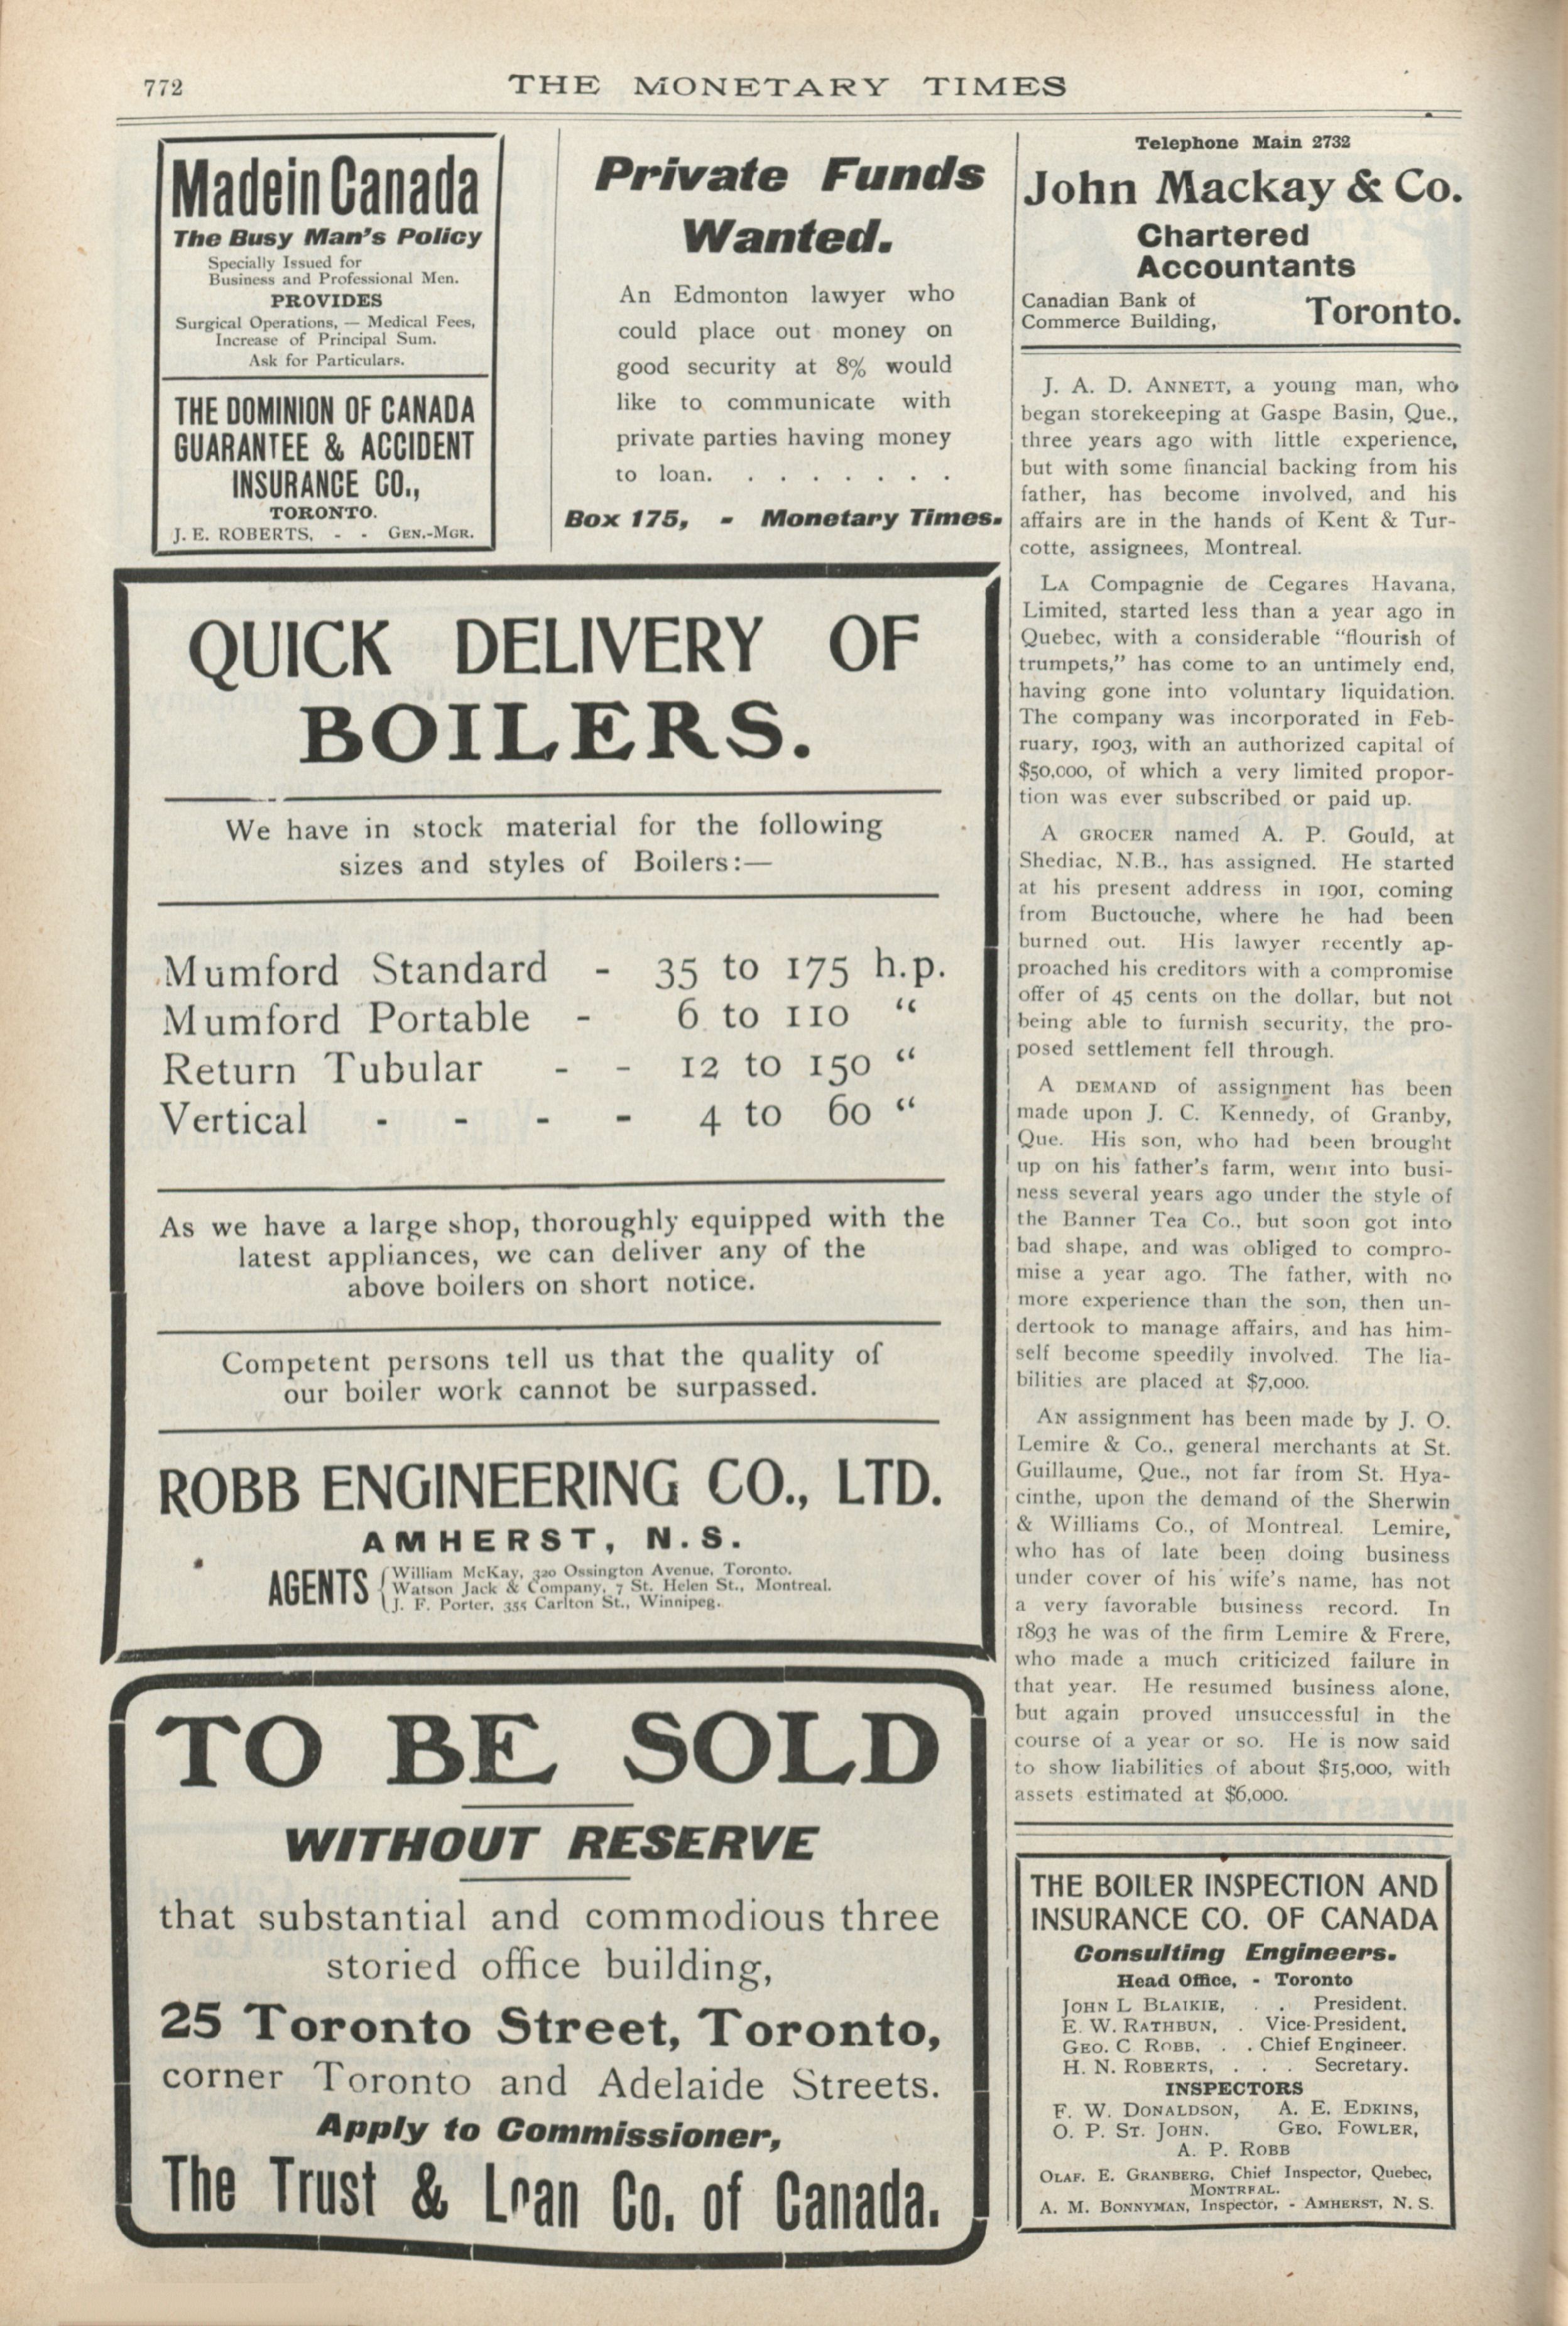 772
THE MONETARY TIMES
Made in Canada
The Busy Man's Policy
Specially Issued for
Business and Professional Men.
PROVIDES
Surgical Operations, — Medical Fees,
Increase of Principal Sum.
Ask for Particulars.
THE DOMINION OF CANADA
GUARANTEE & ACCIDENT
INSURANCE CO.,
TORONTO.
J. E. ROBERTS, - - GEN.-MGR.
Private Funds
Wanted.
An Edmonton lawyer who
could place out money on
good security at 8% would
like to communicate with
private parties having money
to loan. . . . . . . .
Box 175, - Monetary Times.
QUICK DELIVERY OF
BOILERS.
We have in stock material for the following
sizes and styles of Boilers:—
Mumford Standard - 35 to 175 h.p.
Mumford Portable - 6 to 110 “
Return Tubular - - 12 to 150 “
Vertical - - - - 4 to 60 “
As we have a large shop, thoroughly equipped with the
latest appliances, we can deliver any of the
above boilers on short notice.
Competent persons tell us that the quality of
our boiler work cannot be surpassed.
ROBB ENGINEERING CO., LTD.
AMHERST, N.S.
AGENTS
William McKay, 320 Ossington Avenue, Toronto.
Watson Jack & Company, 7 St. Helen St., Montreal.
J. F. Porter, 355 Carlton St., Winnipeg.
TO BE SOLD
WITHOUT RESERVE
that substantial and commodious three
storied office building,
25 Toronto Street, Toronto,
corner Toronto and Adelaide Streets.
Apply to Commissioner,
The Trust & Loan Co. of Canada.
Telephone Main 2732
John Mackay & Co.
Chartered
Accountants
Canadian Bank of
Commerce Building,
Toronto.
J. A. D. ANNETT, a young man, who
began storekeeping at Gaspe Basin, Que.,
three years ago with little experience,
but with some financial backing from his
father, has become involved, and his
affairs are in the hands of Kent & Tur-
cotte, assignees, Montreal.
LA Compagnie de Cegares Havana,
Limited, started less than a year ago in
Quebec, with a considerable “flourish of
trumpets,” has come to an untimely end,
having gone into voluntary liquidation.
The company was incorporated in Feb-
ruary, 1903, with an authorized capital of
$50,000, of which a very limited propor-
tion was ever subscribed or paid up.
A GROCER named A. P. Gould, at
Shediac, N.B., has assigned. He started
at his present address in 1901, coming
from Buctouche, where he had been
burned out. His lawyer recently ap-
proached his creditors with a compromise
offer of 45 cents on the dollar, but not
being able to furnish security, the pro-
posed settlement fell through.
A DEMAND of assignment has been
made upon J. C. Kennedy, of Granby,
Que. His son, who had been brought
up on his father's farm, went into busi-
ness several years ago under the style of
the Banner Tea Co., but soon got into
bad shape, and was obliged to compro-
mise a year ago. The father, with no
more experience than the son, then un-
dertook to manage affairs, and has him-
self become speedily involved. The lia-
bilities are placed at $7,000.
AN assignment has been made by J. O.
Lemire & Co., general merchants at St.
Guillaume, Que., not far from St. Hya-
cinthe, upon the demand of the Sherwin
& Williams Co., of Montreal. Lemire,
who has of late been doing business
under cover of his wife's name, has not
a very favorable business record. In
1893 he was of the firm Lemire & Frere,
who made a much criticized failure in
that year. He resumed business alone,
but again proved unsuccessful in the
course of a year or so. He is now said
to show liabilities of about $15,000, with
assets estimated at $6,000.
THE BOILER INSPECTION AND
INSURANCE CO. OF CANADA
Consulting Engineers.
Head Office, - Toronto
JOHN L BLAIKIE, . . President.
E. W. RATHBUN, . Vice-President.
GEO. C ROBB, . . Chief Engineer.
H. N. ROBERTS, . . . Secretary.
INSPECTORS
F. W. DONALDSON, A. E. EDKINS,
O. P. ST. JOHN. GEO. FOWLER,
A. P. ROBB
OLAF. E. GRANBERG, Chief Inspector, Quebec,
MONTREAL.
A. M. BONNYMAN, Inspector, - AMHERST, N. S.